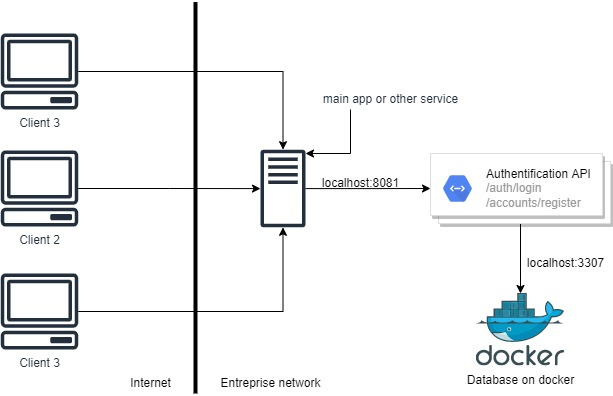 Client 3
main app or other service
Client 2
localhost:8081
Authentification API
/auth/login
/accounts/register
localhost:3307
Client 3
docker
Database on docker
Internet
Entreprise network